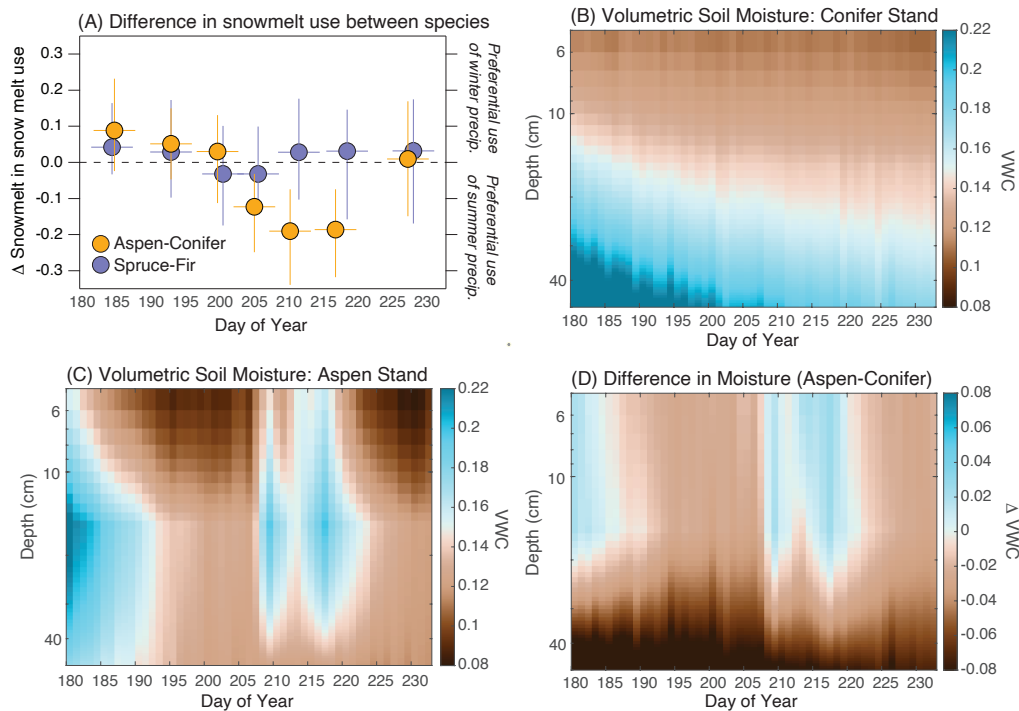 (A) Difference in snowmelt use between species
0.3
0.2
0.1
0.0
-0.1
-0.2
-0.3
Δ Snowmelt in snow melt use
Preferential use
of winter precip.
Preferential use
of summer precip.
Aspen-Conifer
Spruce-Fir
180 185 190 195 200 205 210 215 220 225 230
Day of Year
(B) Volumetric Soil Moisture: Conifer Stand
6
10
40
Depth (cm)
180 185 190 195 200 205 210 215 220 225 230
Day of Year
0.22
0.2
0.18
0.16
0.14
0.12
0.1
0.08
VWC
(C) Volumetric Soil Moisture: Aspen Stand
6
10
40
Depth (cm)
180 185 190 195 200 205 210 215 220 225 230
Day of Year
0.22
0.2
0.18
0.16
0.14
0.12
0.1
0.08
VWC
(D) Difference in Moisture (Aspen-Conifer)
6
10
40
Depth (cm)
180 185 190 195 200 205 210 215 220 225 230
Day of Year
0.08
0.06
0.04
0.02
0
-0.02
-0.04
-0.06
-0.08
Δ VWC